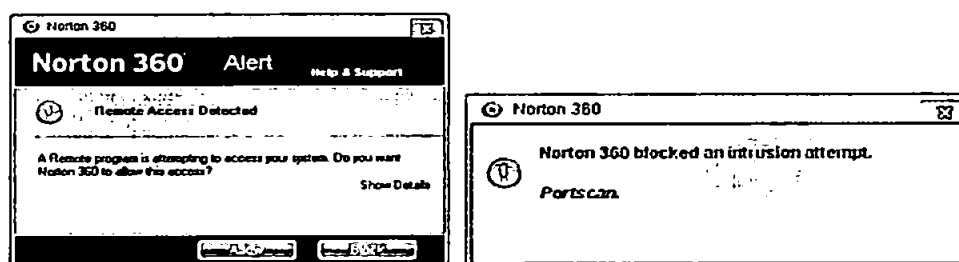 Norton 360
Norton 360 Alert Help & Support
Remote Access Detected
A Remote program is attempting to access your system. Do you want
Norton 360 to allow this access?
Show Details
Allow Block
Norton 360
Norton 360 blocked an intrusion attempt.
Portscan.